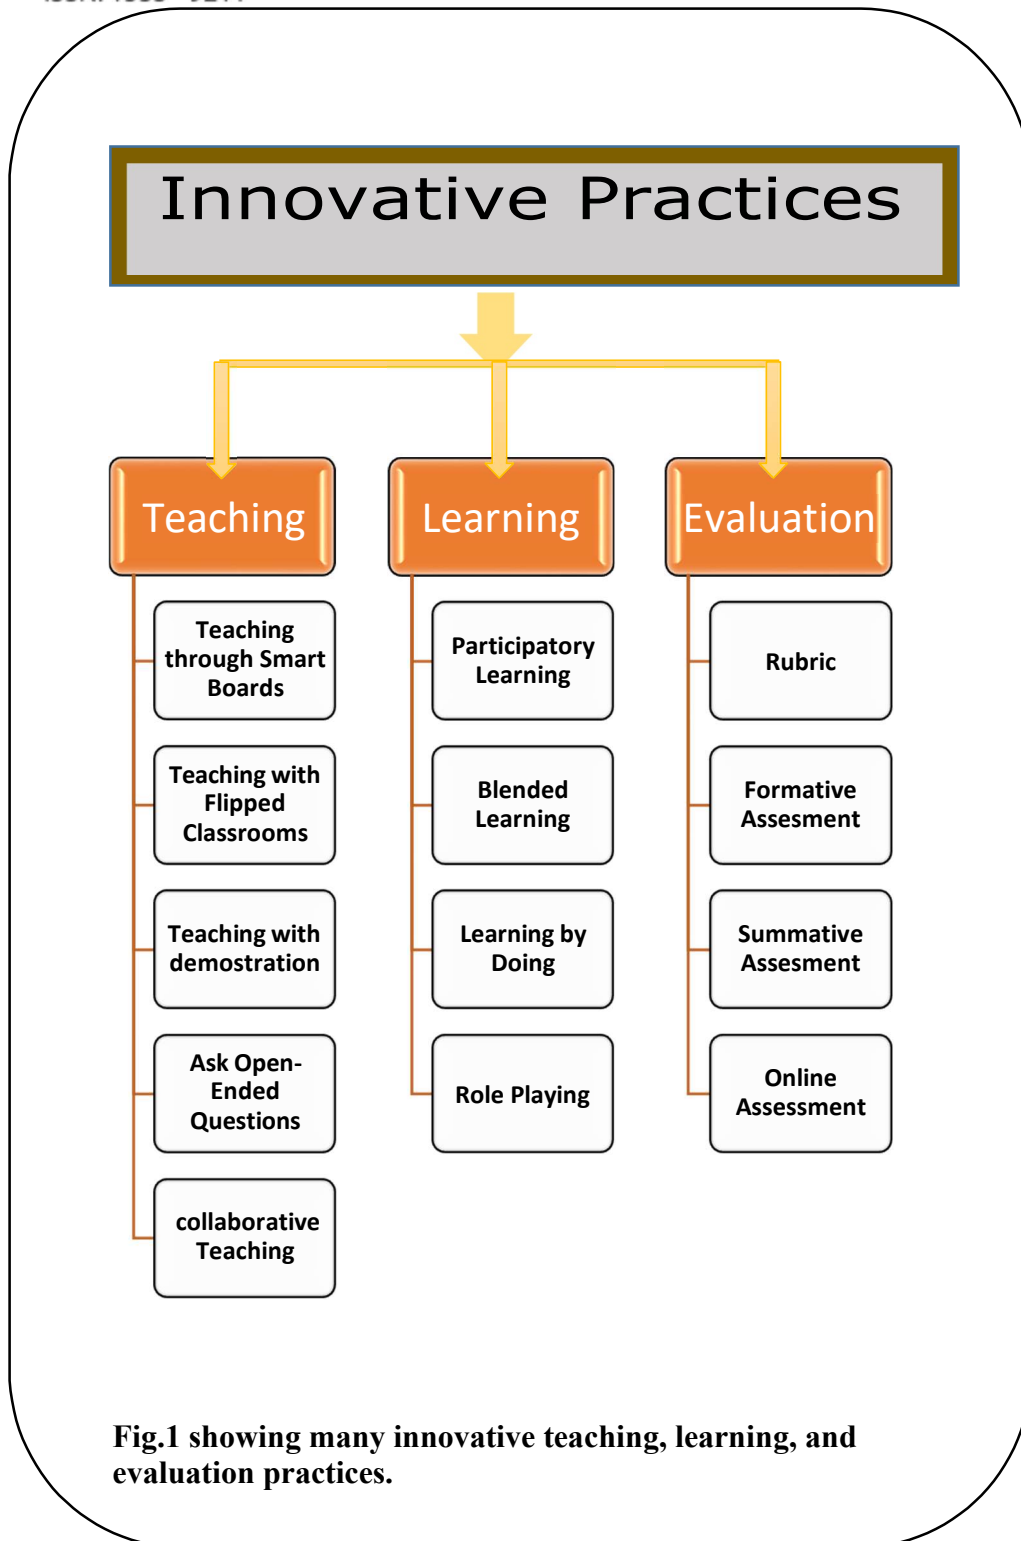 Innovative Practices
Teaching
Learning
Evaluation
Teaching
through Smart
Boards
Teaching with
Flipped
Classrooms
Teaching with
demostration
Ask Open-
Ended
Questions
collaborative
Teaching
Participatory
Learning
Blended
Learning
Learning by
Doing
Role Playing
Rubric
Formative
Assesment
Summative
Assesment
Online
Assessment
Fig.1 showing many innovative teaching, learning, and
evaluation practices.